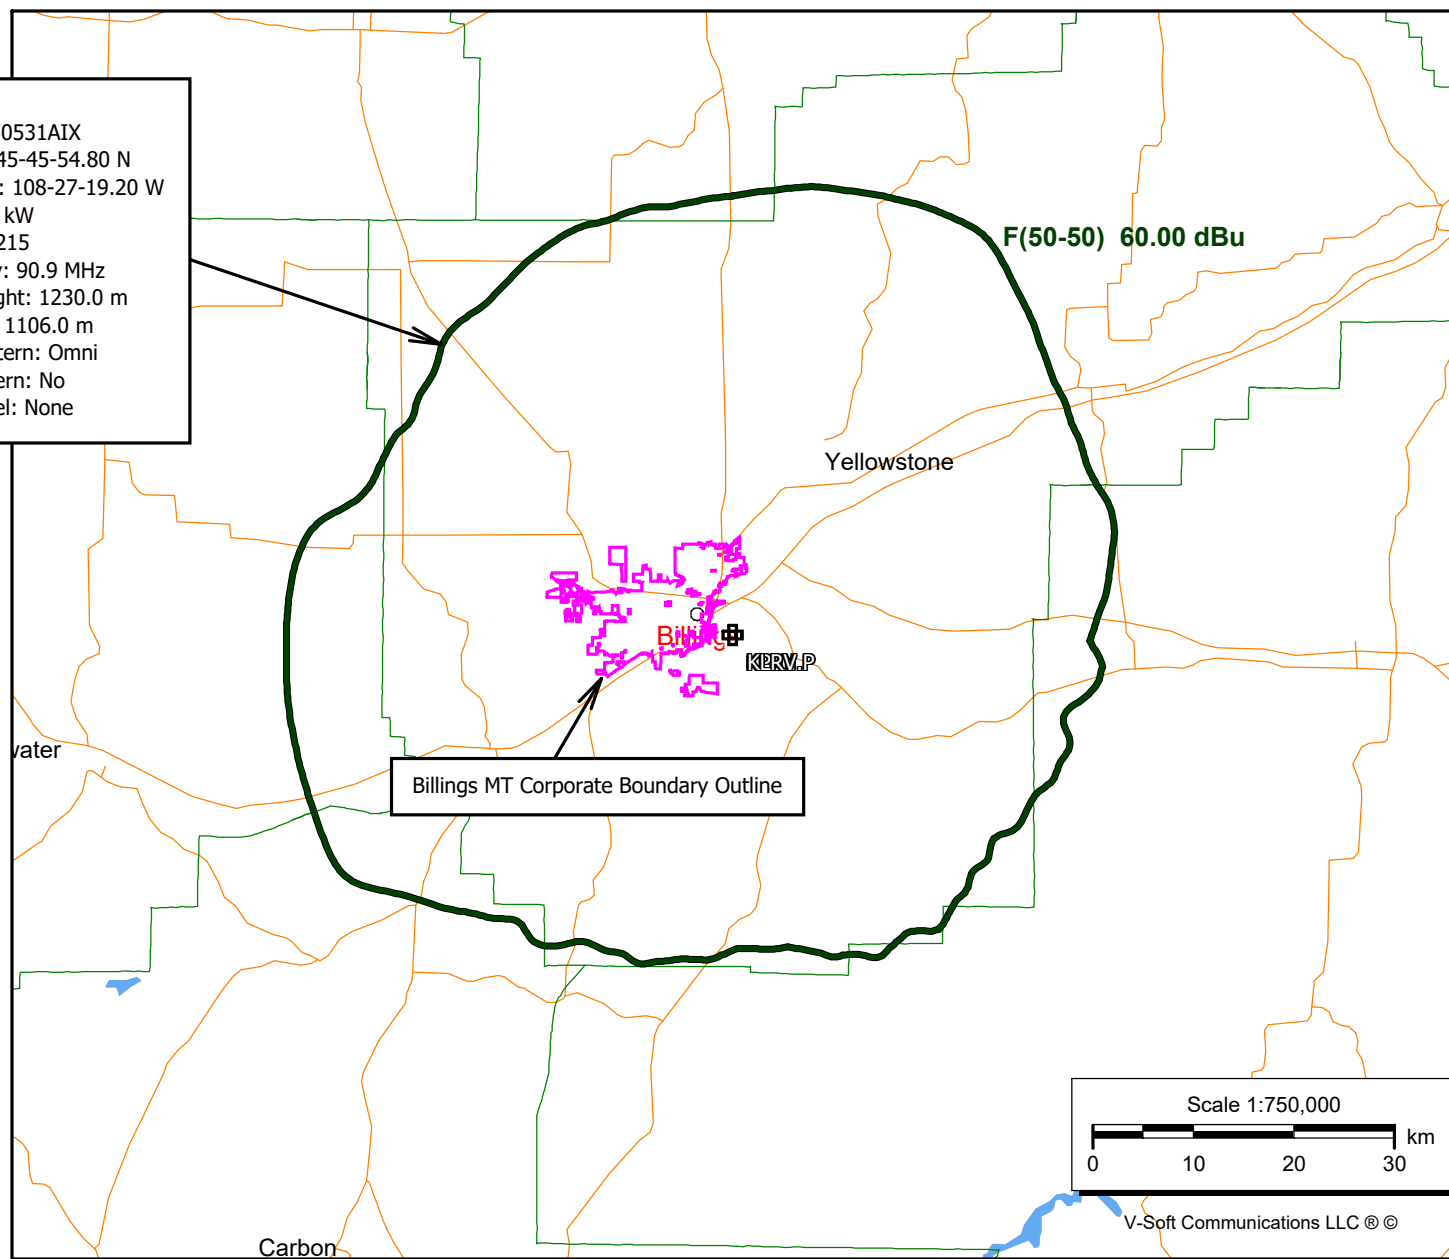 0531AIX
45-45-54.80 N
: 108-27-19.20 W
kW
215
y: 90.9 MHz
ght: 1230.0 m
: 1106.0 m
tern: Omni
ern: No
el: None
F(50-50) 60.00 dBu
Yellowstone
water
Billings MT Corporate Boundary Outline
Scale 1:750,000
km
0 10 20 30
V-Soft Communications LLC ® ©
Carbon